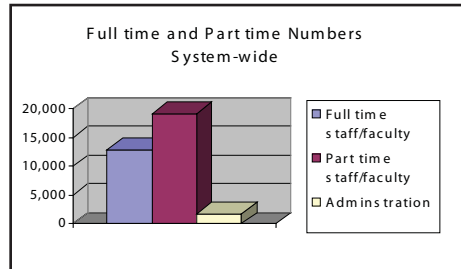 Full time and Part time Numbers
System-wide
20,000
15,000
10,000
5,000
0
Full time
staff/faculty
Part time
staff/faculty
Adminstration